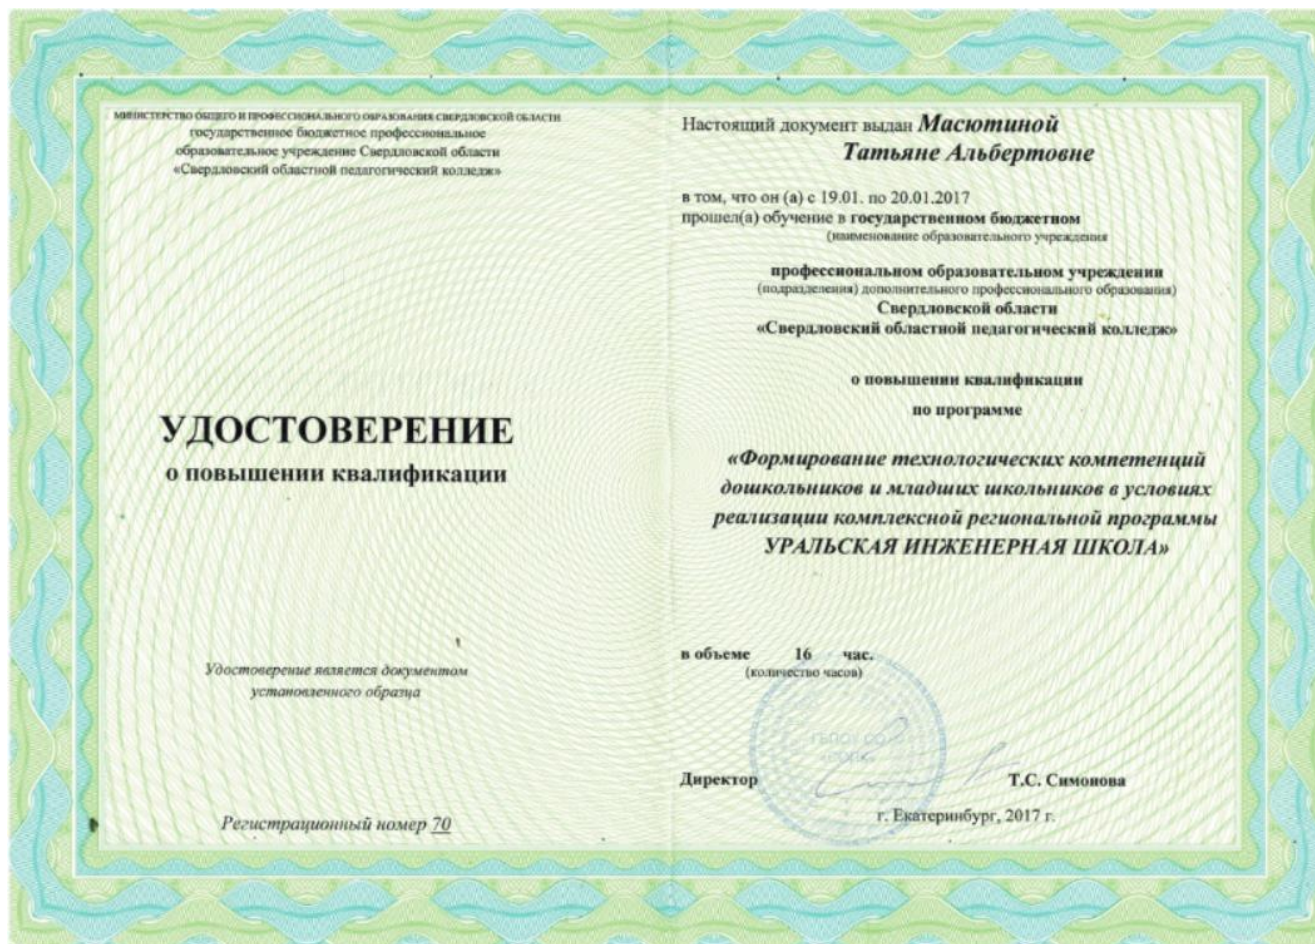 МИНИСТЕРСТВО ОБЩЕГО И ПРОФЕССИОНАЛЬНОГО ОБРАЗОВАНИЯ СВЕРДЛОВСКОЙ ОБЛАСТИ
государственное бюджетное профессиональное
образовательное учреждение Свердловской области
«Свердловский областной педагогический колледж»
УДОСТОВЕРЕНИЕ
о повышении квалификации
Удостоверение является документом
установленного образца
Регистрационный номер 70
Настоящий документ выдан Масютиной
Татьяне Альбертовне
в том, что он (а) с 19.01. по 20.01.2017
прошел(а) обучение в государственном бюджетном
(наименование образовательного учреждения
профессиональном образовательном учреждении
(подразделения) дополнительного профессионального образования)
Свердловской области
«Свердловский областной педагогический колледж»
о повышении квалификации
по программе
«Формирование технологических компетенций
дошкольников и младших школьников в условиях
реализации комплексной региональной программы
УРАЛЬСКАЯ ИНЖЕНЕРНАЯ ШКОЛА»
в объеме 16 час.
(количество часов)
ГБПОУ СО
Директор Т.С. Симонова
г. Екатеринбург, 2017 г.